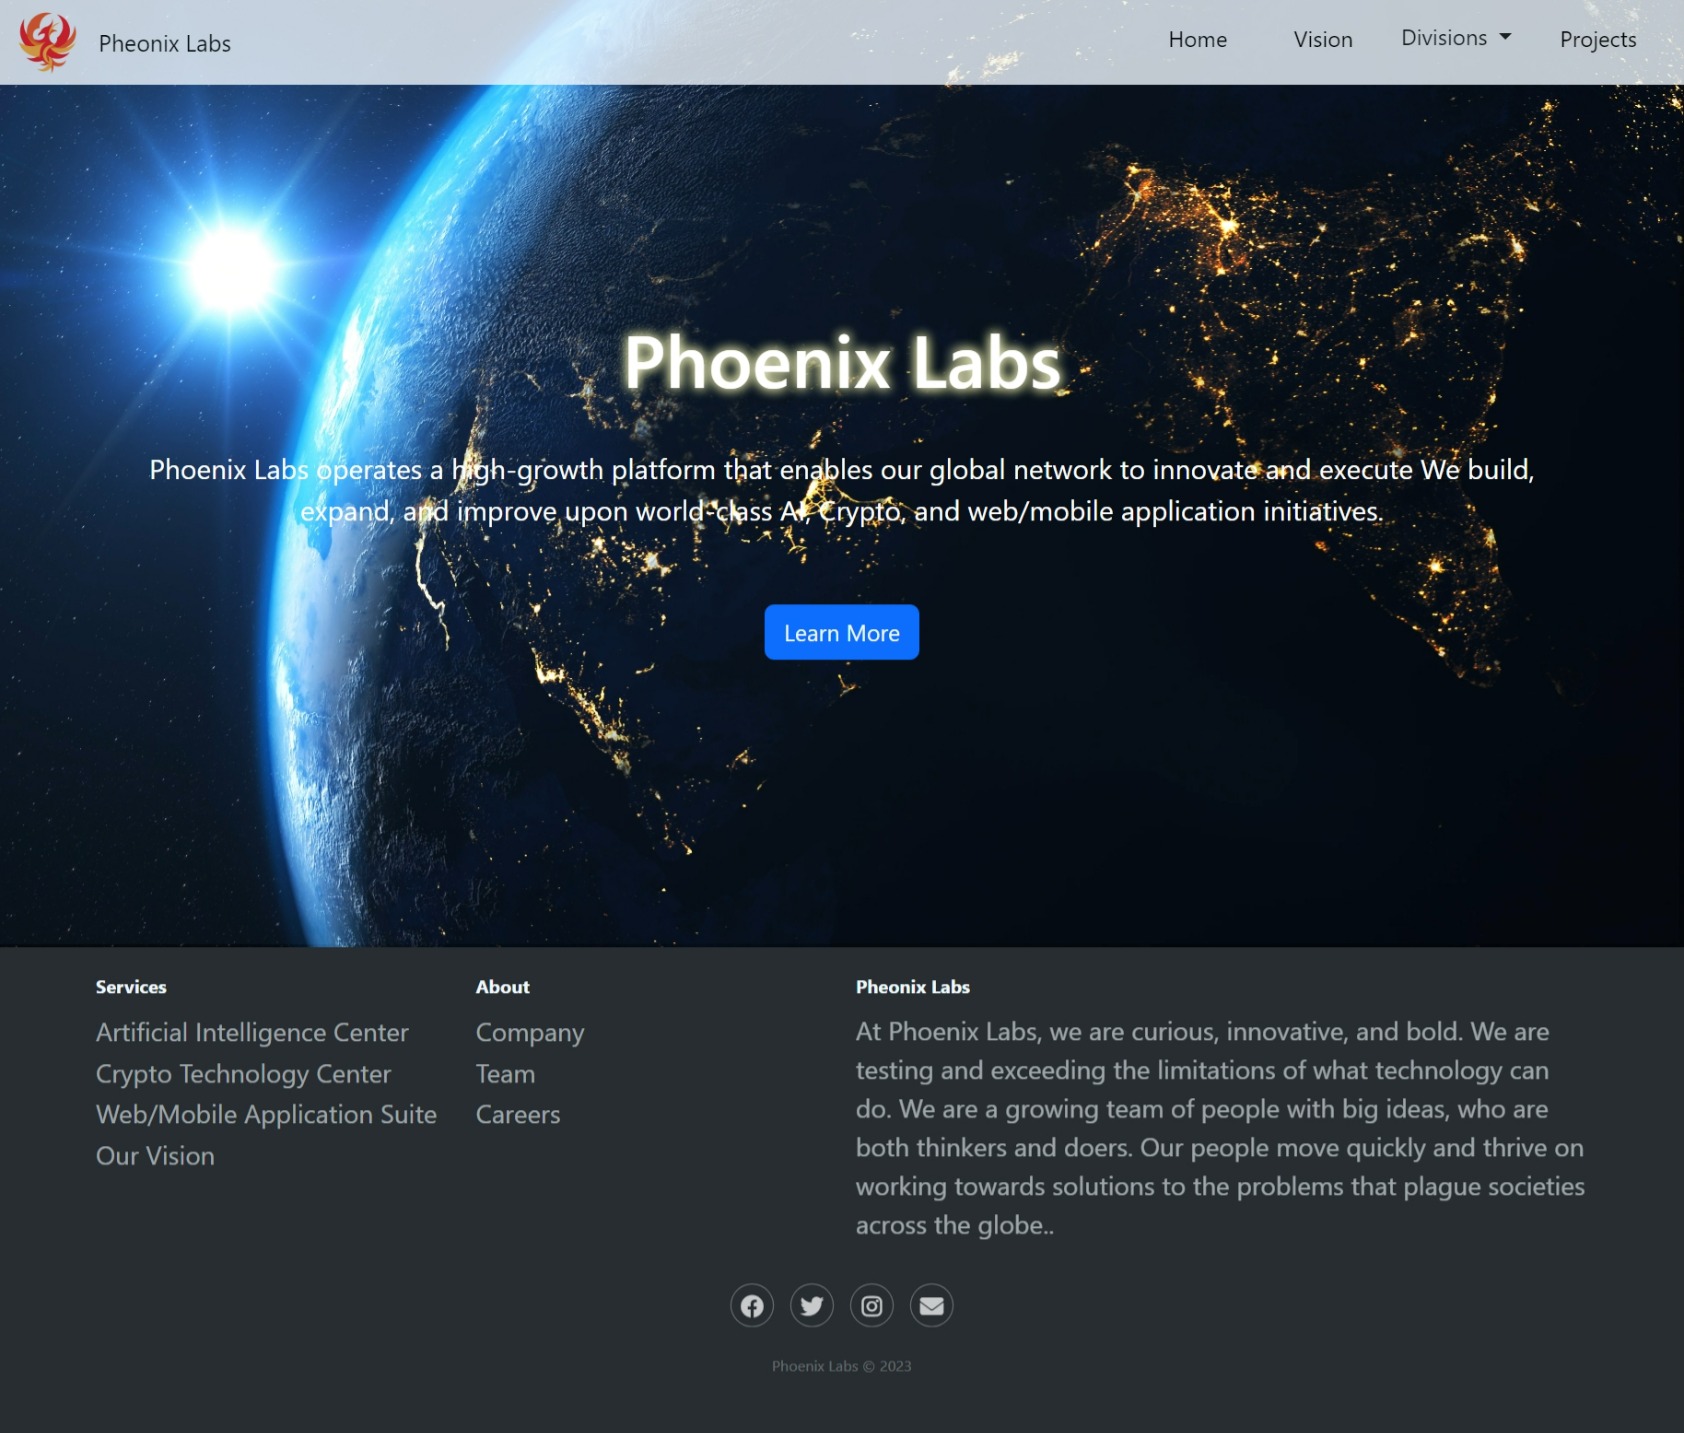 Pheonix Labs
Home
Vision
Divisions
Projects
Phoenix Labs
Phoenix Labs operates a high-growth platform that enables our global network to innovate and execute We build,
expand, and improve upon world-class AI, Crypto, and web/mobile application initiatives.
Learn More
Services
Artificial Intelligence Center
Crypto Technology Center
Web/Mobile Application Suite
Our Vision
About
Company
Team
Careers
Pheonix Labs
At Phoenix Labs, we are curious, innovative, and bold. We are
testing and exceeding the limitations of what technology can
do. We are a growing team of people with big ideas, who are
both thinkers and doers. Our people move quickly and thrive on
working towards solutions to the problems that plague societies
across the globe..
Phoenix Labs © 2023